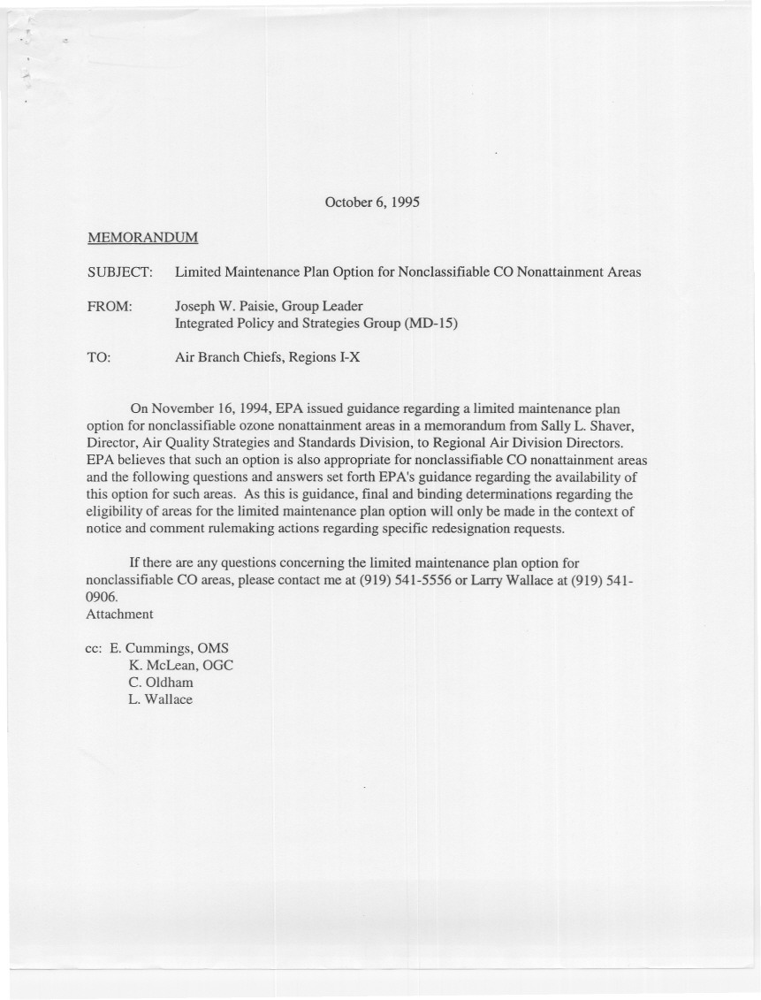 October 6, 1995
MEMORANDUM
SUBJECT: Limited Maintenance Plan Option for Nonclassifiable CO Nonattainment Areas
FROM: Joseph W. Paisie, Group Leader
Integrated Policy and Strategies Group (MD-15)
TO: Air Branch Chiefs, Regions I-X
On November 16, 1994, EPA issued guidance regarding a limited maintenance plan
option for nonclassifiable ozone nonattainment areas in a memorandum from Sally L. Shaver,
Director, Air Quality Strategies and Standards Division, to Regional Air Division Directors.
EPA believes that such an option is also appropriate for nonclassifiable CO nonattainment areas
and the following questions and answers set forth EPA's guidance regarding the availability of
this option for such areas. As this is guidance, final and binding determinations regarding the
eligibility of areas for the limited maintenance plan option will only be made in the context of
notice and comment rulemaking actions regarding specific redesignation requests.
If there are any questions concerning the limited maintenance plan option for
nonclassifiable CO areas, please contact me at (919) 541-5556 or Larry Wallace at (919) 541-
0906.
Attachment
cc: E. Cummings, OMS
K. McLean, OGC
C. Oldham
L. Wallace